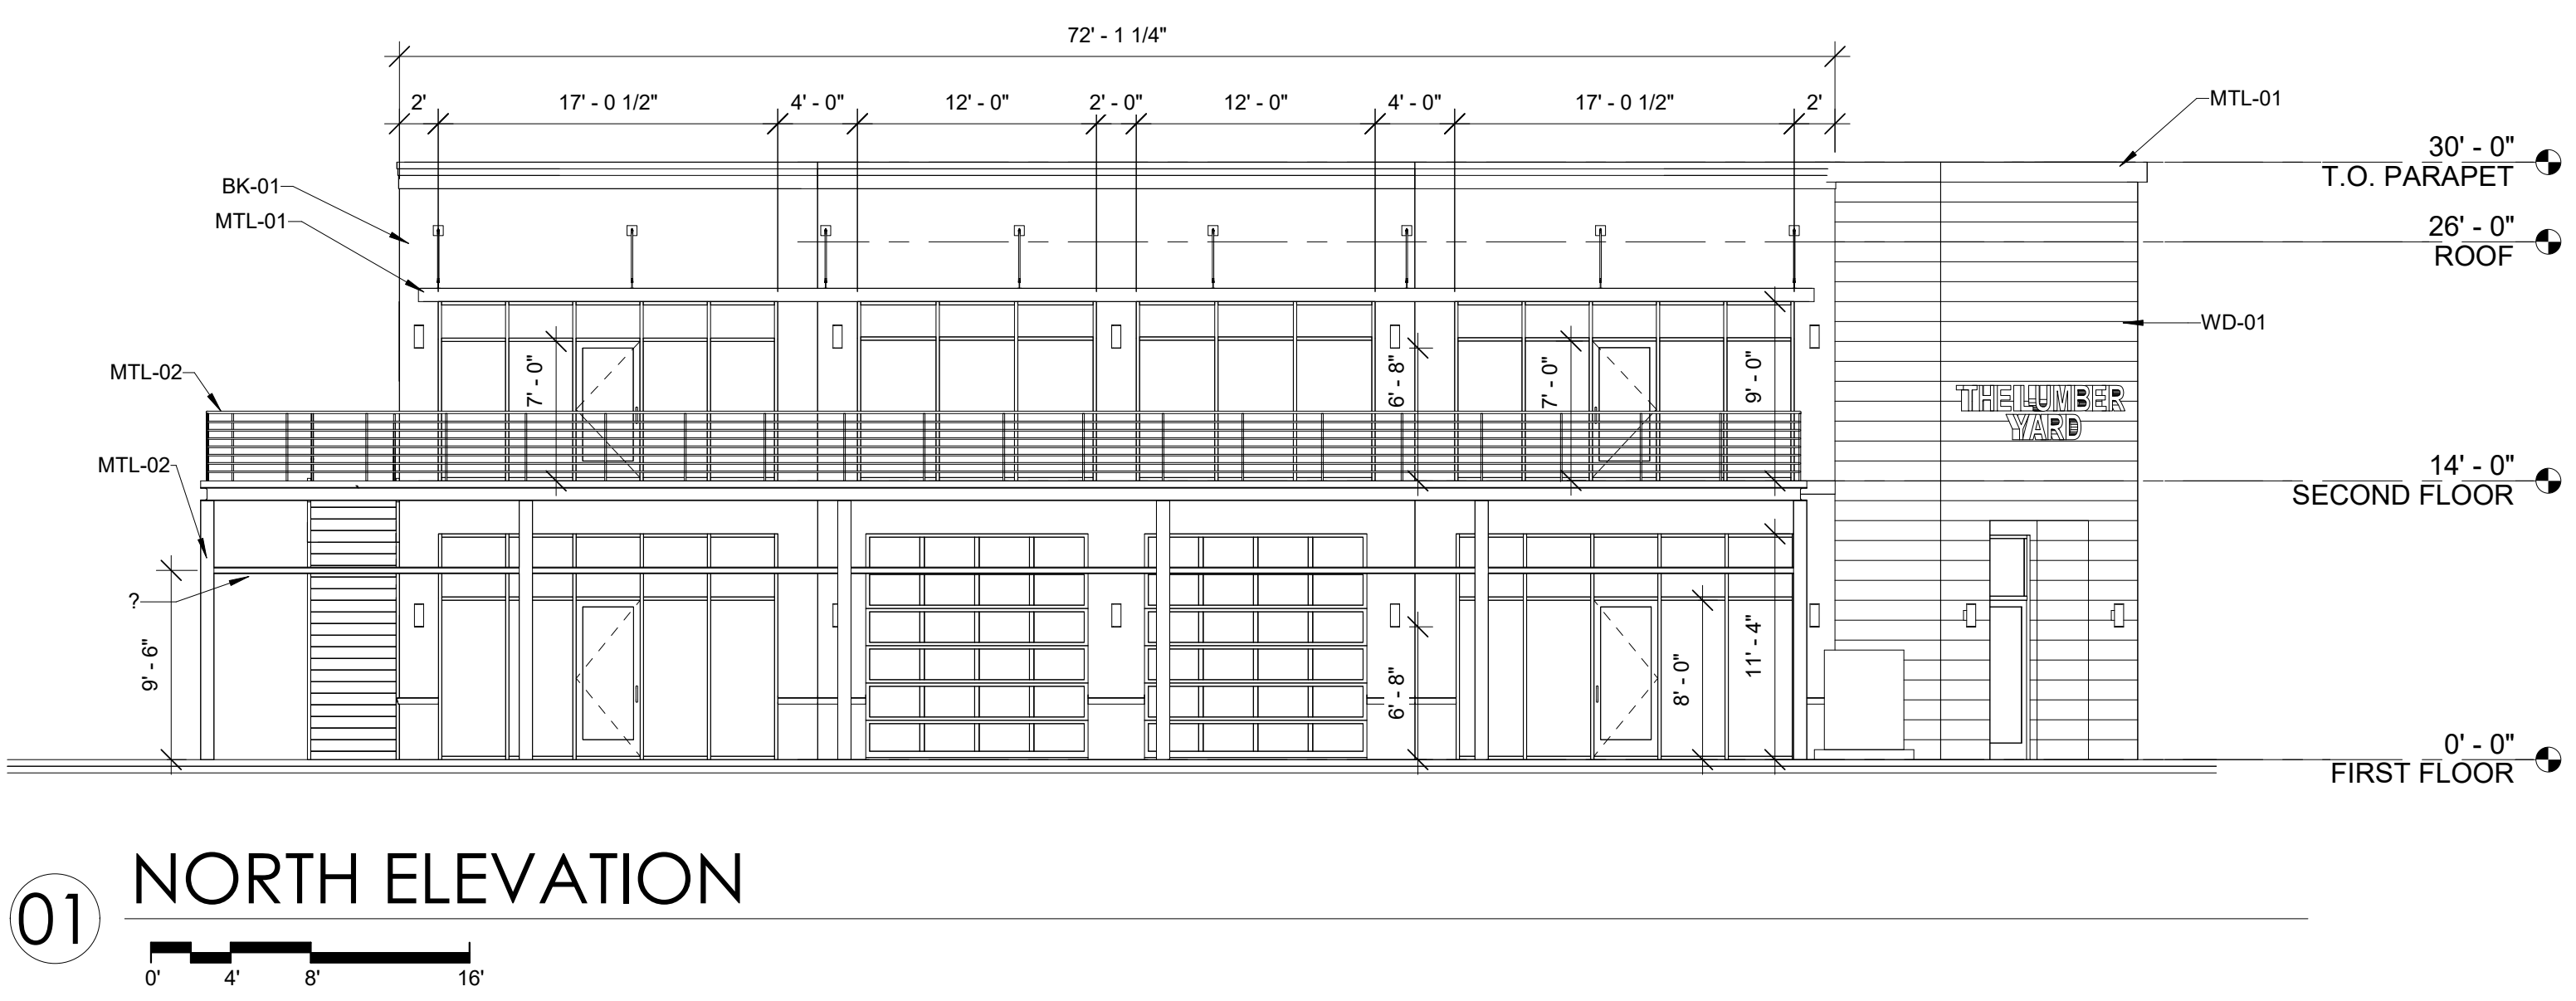 72' - 1 1/4"
2' 17' - 0 1/2" 4' - 0" 12' - 0" 2' - 0" 12' - 0" 4' - 0" 17' - 0 1/2" 2'
MTL-01
30' - 0"
T.O. PARAPET
BK-01
MTL-01
26' - 0"
ROOF
WD-01
MTL-02
7' - 0"
6' - 8"
7' - 0"
9' - 0"
THE LUMBER
YARD
MTL-02
14' - 0"
SECOND FLOOR
?
9' - 6"
6' - 8"
8' - 0"
11' - 4"
0' - 0"
FIRST FLOOR
01 NORTH ELEVATION
0' 4' 8' 16'